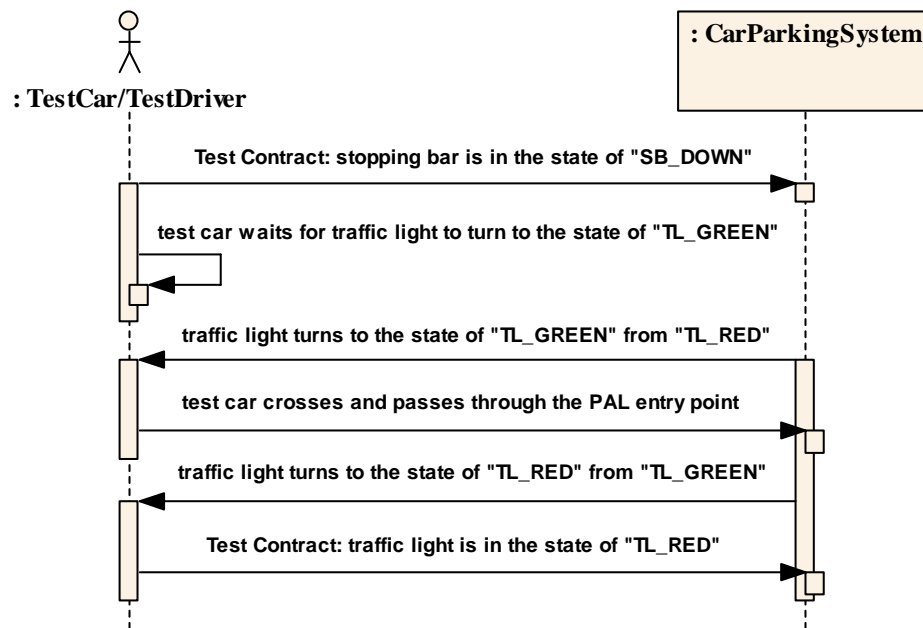 : CarParkingSystem
: TestCar/TestDriver
Test Contract: stopping bar is in the state of "SB_DOWN"
test car waits for traffic light to turn to the state of "TL_GREEN"
traffic light turns to the state of "TL_GREEN" from "TL_RED"
test car crosses and passes through the PAL entry point
traffic light turns to the state of "TL_RED" from "TL_GREEN"
Test Contract: traffic light is in the state of "TL_RED"